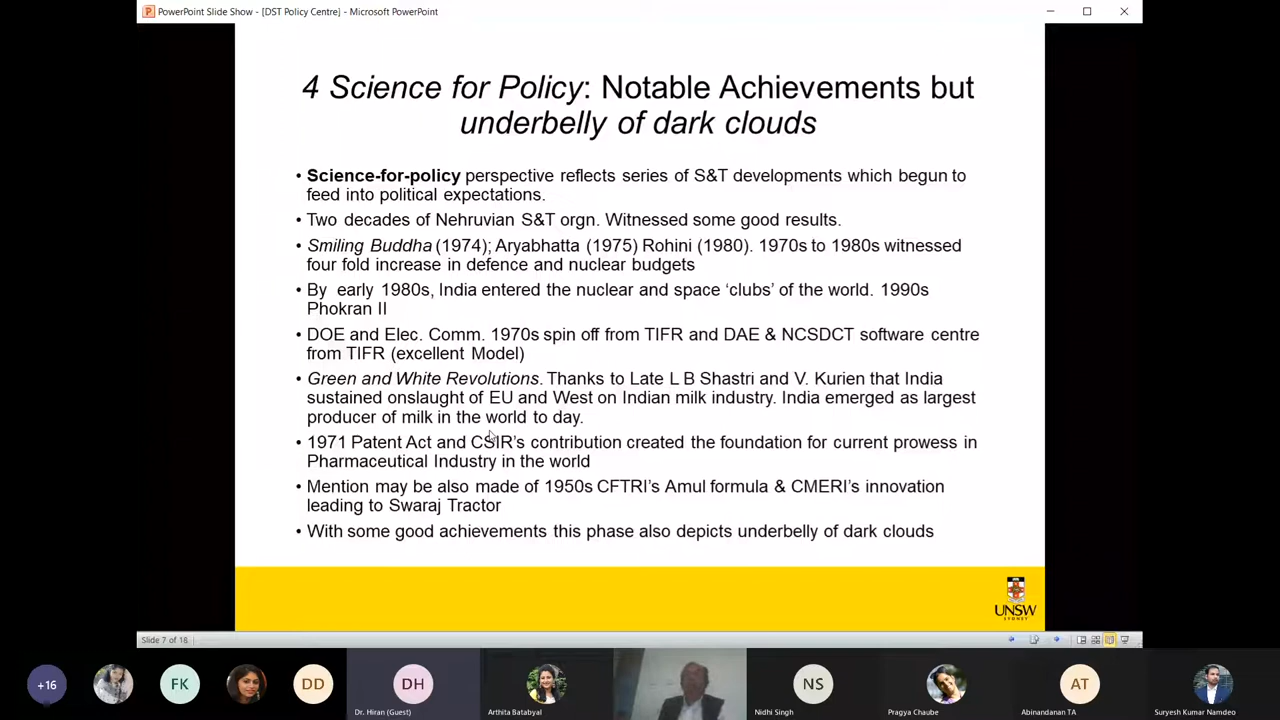 PowerPoint Slide Show - [DST Policy Centre] - Microsoft PowerPoint
4 Science for Policy: Notable Achievements but
underbelly of dark clouds
• Science-for-policy perspective reflects series of S&T developments which begun to
feed into political expectations.
• Two decades of Nehruvian S&T orgn. Witnessed some good results.
• Smiling Buddha (1974); Aryabhatta (1975) Rohini (1980). 1970s to 1980s witnessed
four fold increase in defence and nuclear budgets
• By early 1980s, India entered the nuclear and space ‘clubs’ of the world. 1990s
Phokran II
• DOE and Elec. Comm. 1970s spin off from TIFR and DAE & NCSDCT software centre
from TIFR (excellent Model)
• Green and White Revolutions. Thanks to Late L B Shastri and V. Kurien that India
sustained onslaught of EU and West on Indian milk industry. India emerged as largest
producer of milk in the world to day.
• 1971 Patent Act and CSIR’s contribution created the foundation for current prowess in
Pharmaceutical Industry in the world
• Mention may be also made of 1950s CFTRI’s Amul formula & CMERI’s innovation
leading to Swaraj Tractor
• With some good achievements this phase also depicts underbelly of dark clouds
UNSW
SYDNEY
Slide 7 of 18
+16
FK
DD
DH
NS
AT
Dr. Hiran (Guest)
Arthita Batabyal
Nidhi Singh
Pragya Chaube
Abinandanan TA
Suryesh Kumar Namdeo